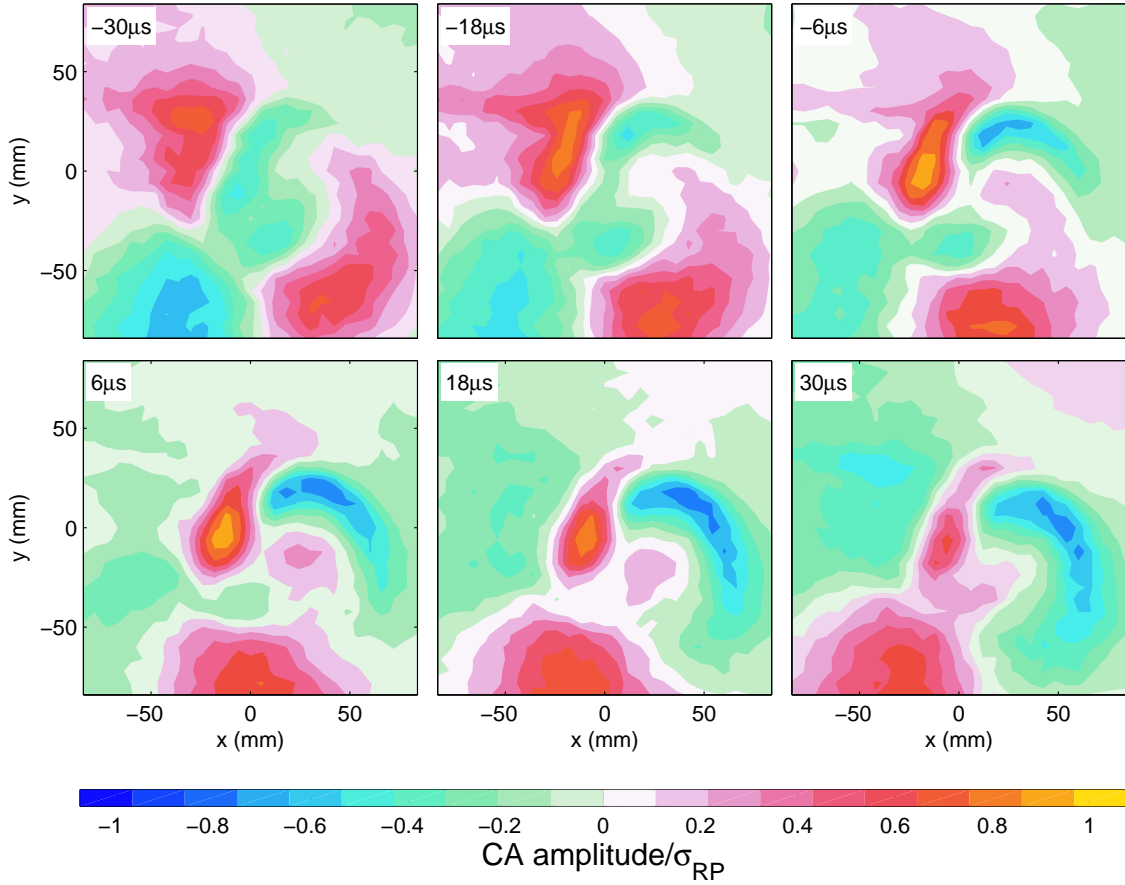 −30μs −18μs −6μs
50
0
−50
y (mm)
6μs 18μs 30μs
50
0
−50
y (mm)
−50 0 50 −50 0 50 −50 0 50
x (mm) x (mm) x (mm)
−1 −0.8 −0.6 −0.4 −0.2 0 0.2 0.4 0.6 0.8 1
CA amplitude/σRP